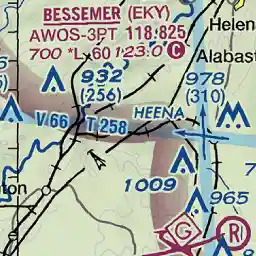 BESSEMER (EKY)
AWOS-3PT 118.825
700 *L 60 123.0 C
Helen
Alabast
932
(256)
978
(310)
HEENA
V 66
T 258
1009
ton
965
G
R